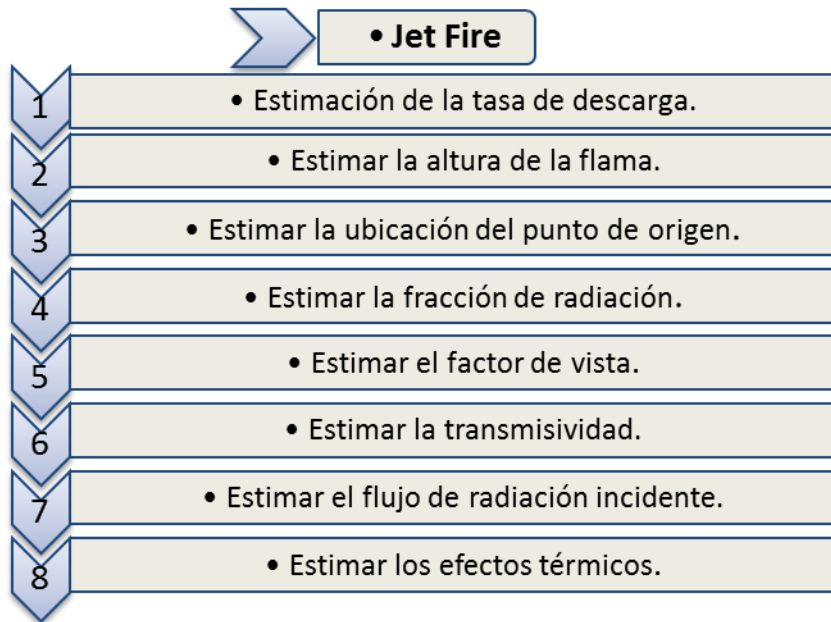 • Jet Fire
1 • Estimación de la tasa de descarga.
2 • Estimar la altura de la flama.
3 • Estimar la ubicación del punto de origen.
4 • Estimar la fracción de radiación.
5 • Estimar el factor de vista.
6 • Estimar la transmisividad.
7 • Estimar el flujo de radiación incidente.
8 • Estimar los efectos térmicos.